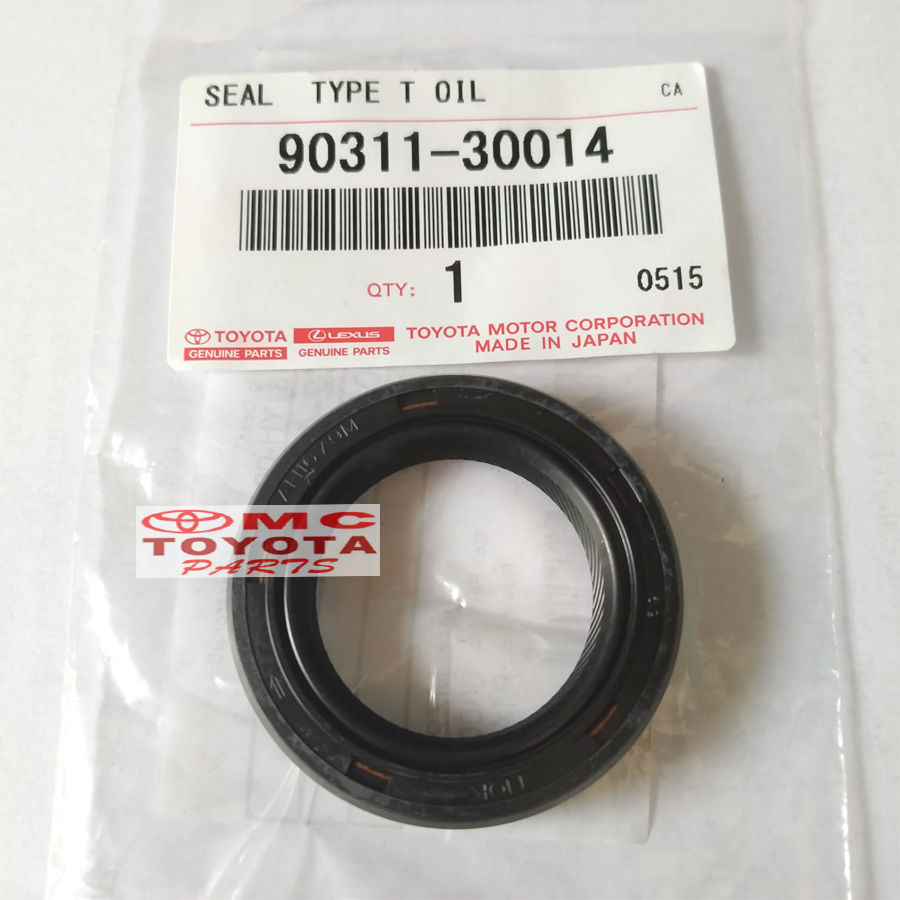 SEAL TYPE T OIL CA
90311-30014
QTY: 1 0515
TOYOTA LEXUS TOYOTA MOTOR CORPORATION
GENUINE PARTS GENUINE PARTS MADE IN JAPAN
MC
TOYOTA
PARTS